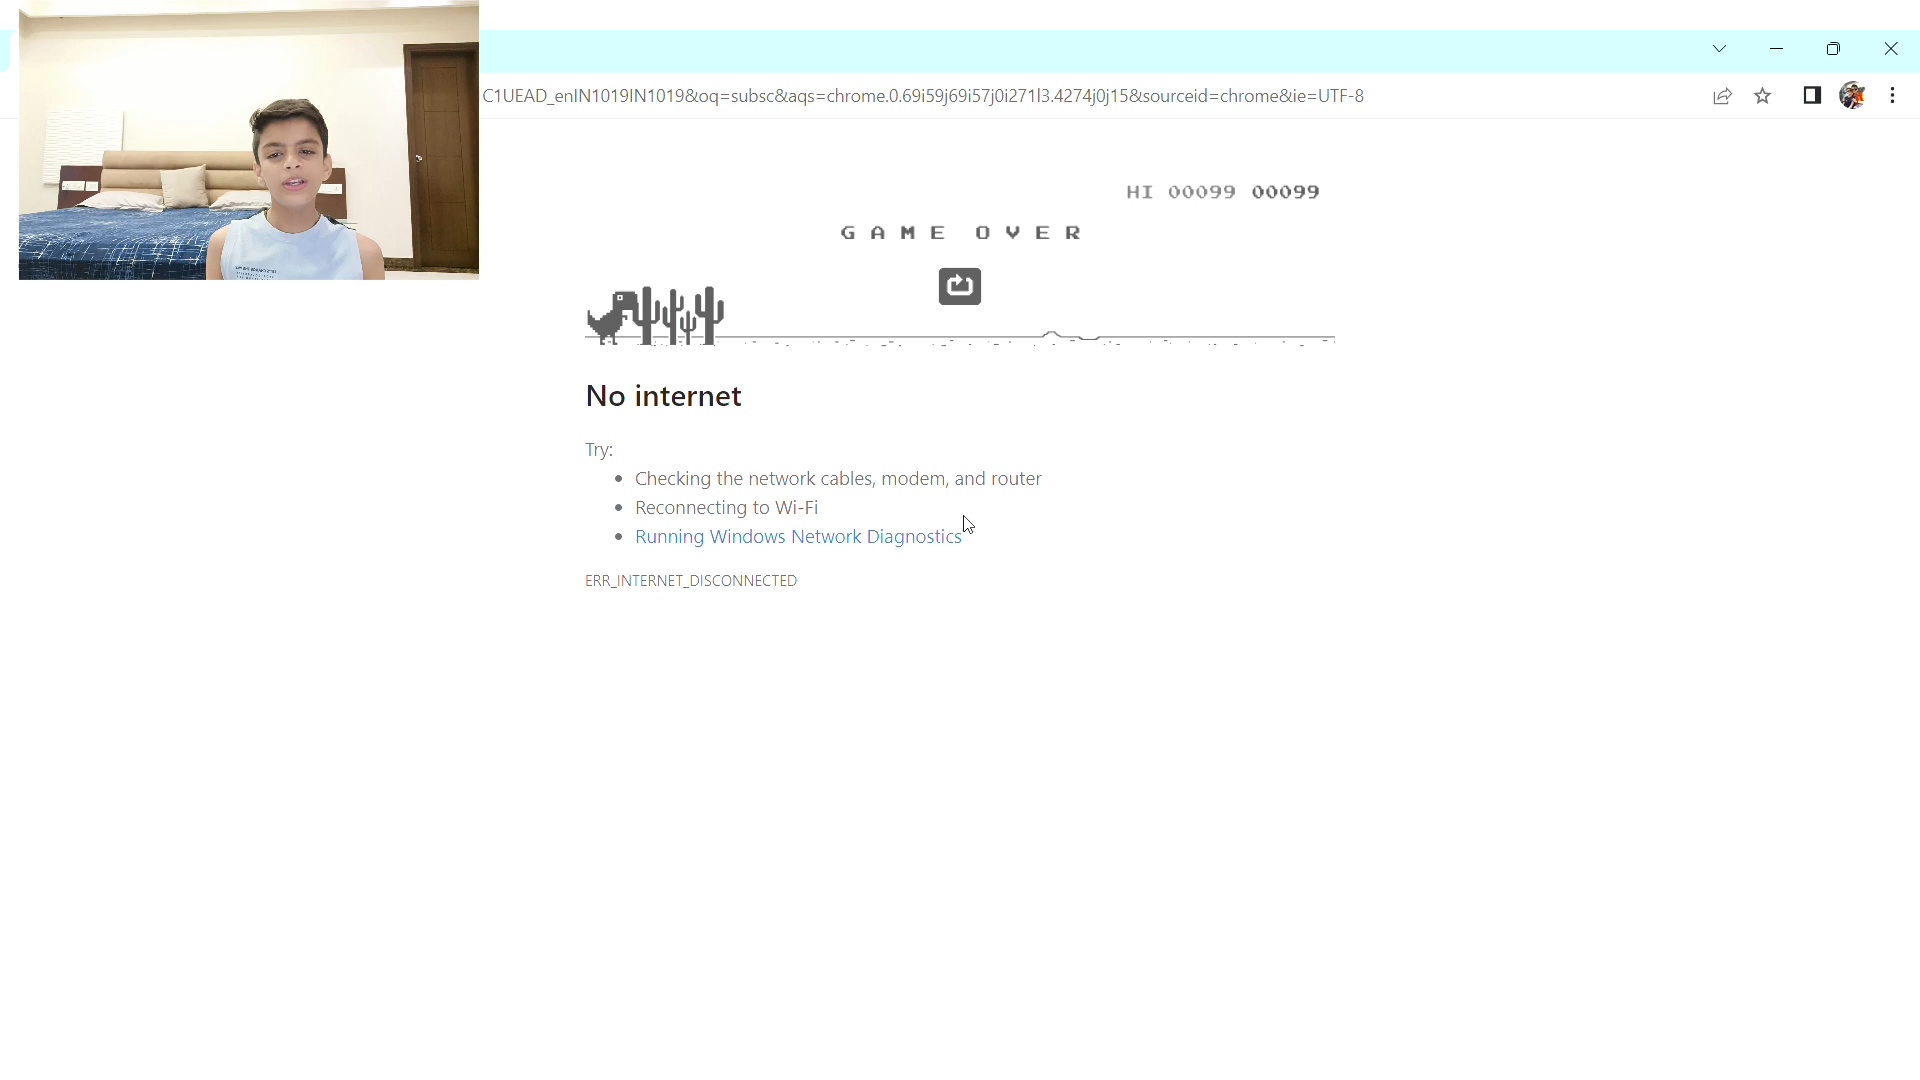 C1UEAD_enIN1019IN1019&oq=subsc&aqs=chrome.0.69i59j69i57j0i271l3.4274j0j15&sourceid=chrome&ie=UTF-8
HI 00099 00099
GAME OVER
No internet
Try:
• Checking the network cables, modem, and router
• Reconnecting to Wi-Fi
• Running Windows Network Diagnostics
ERR_INTERNET_DISCONNECTED